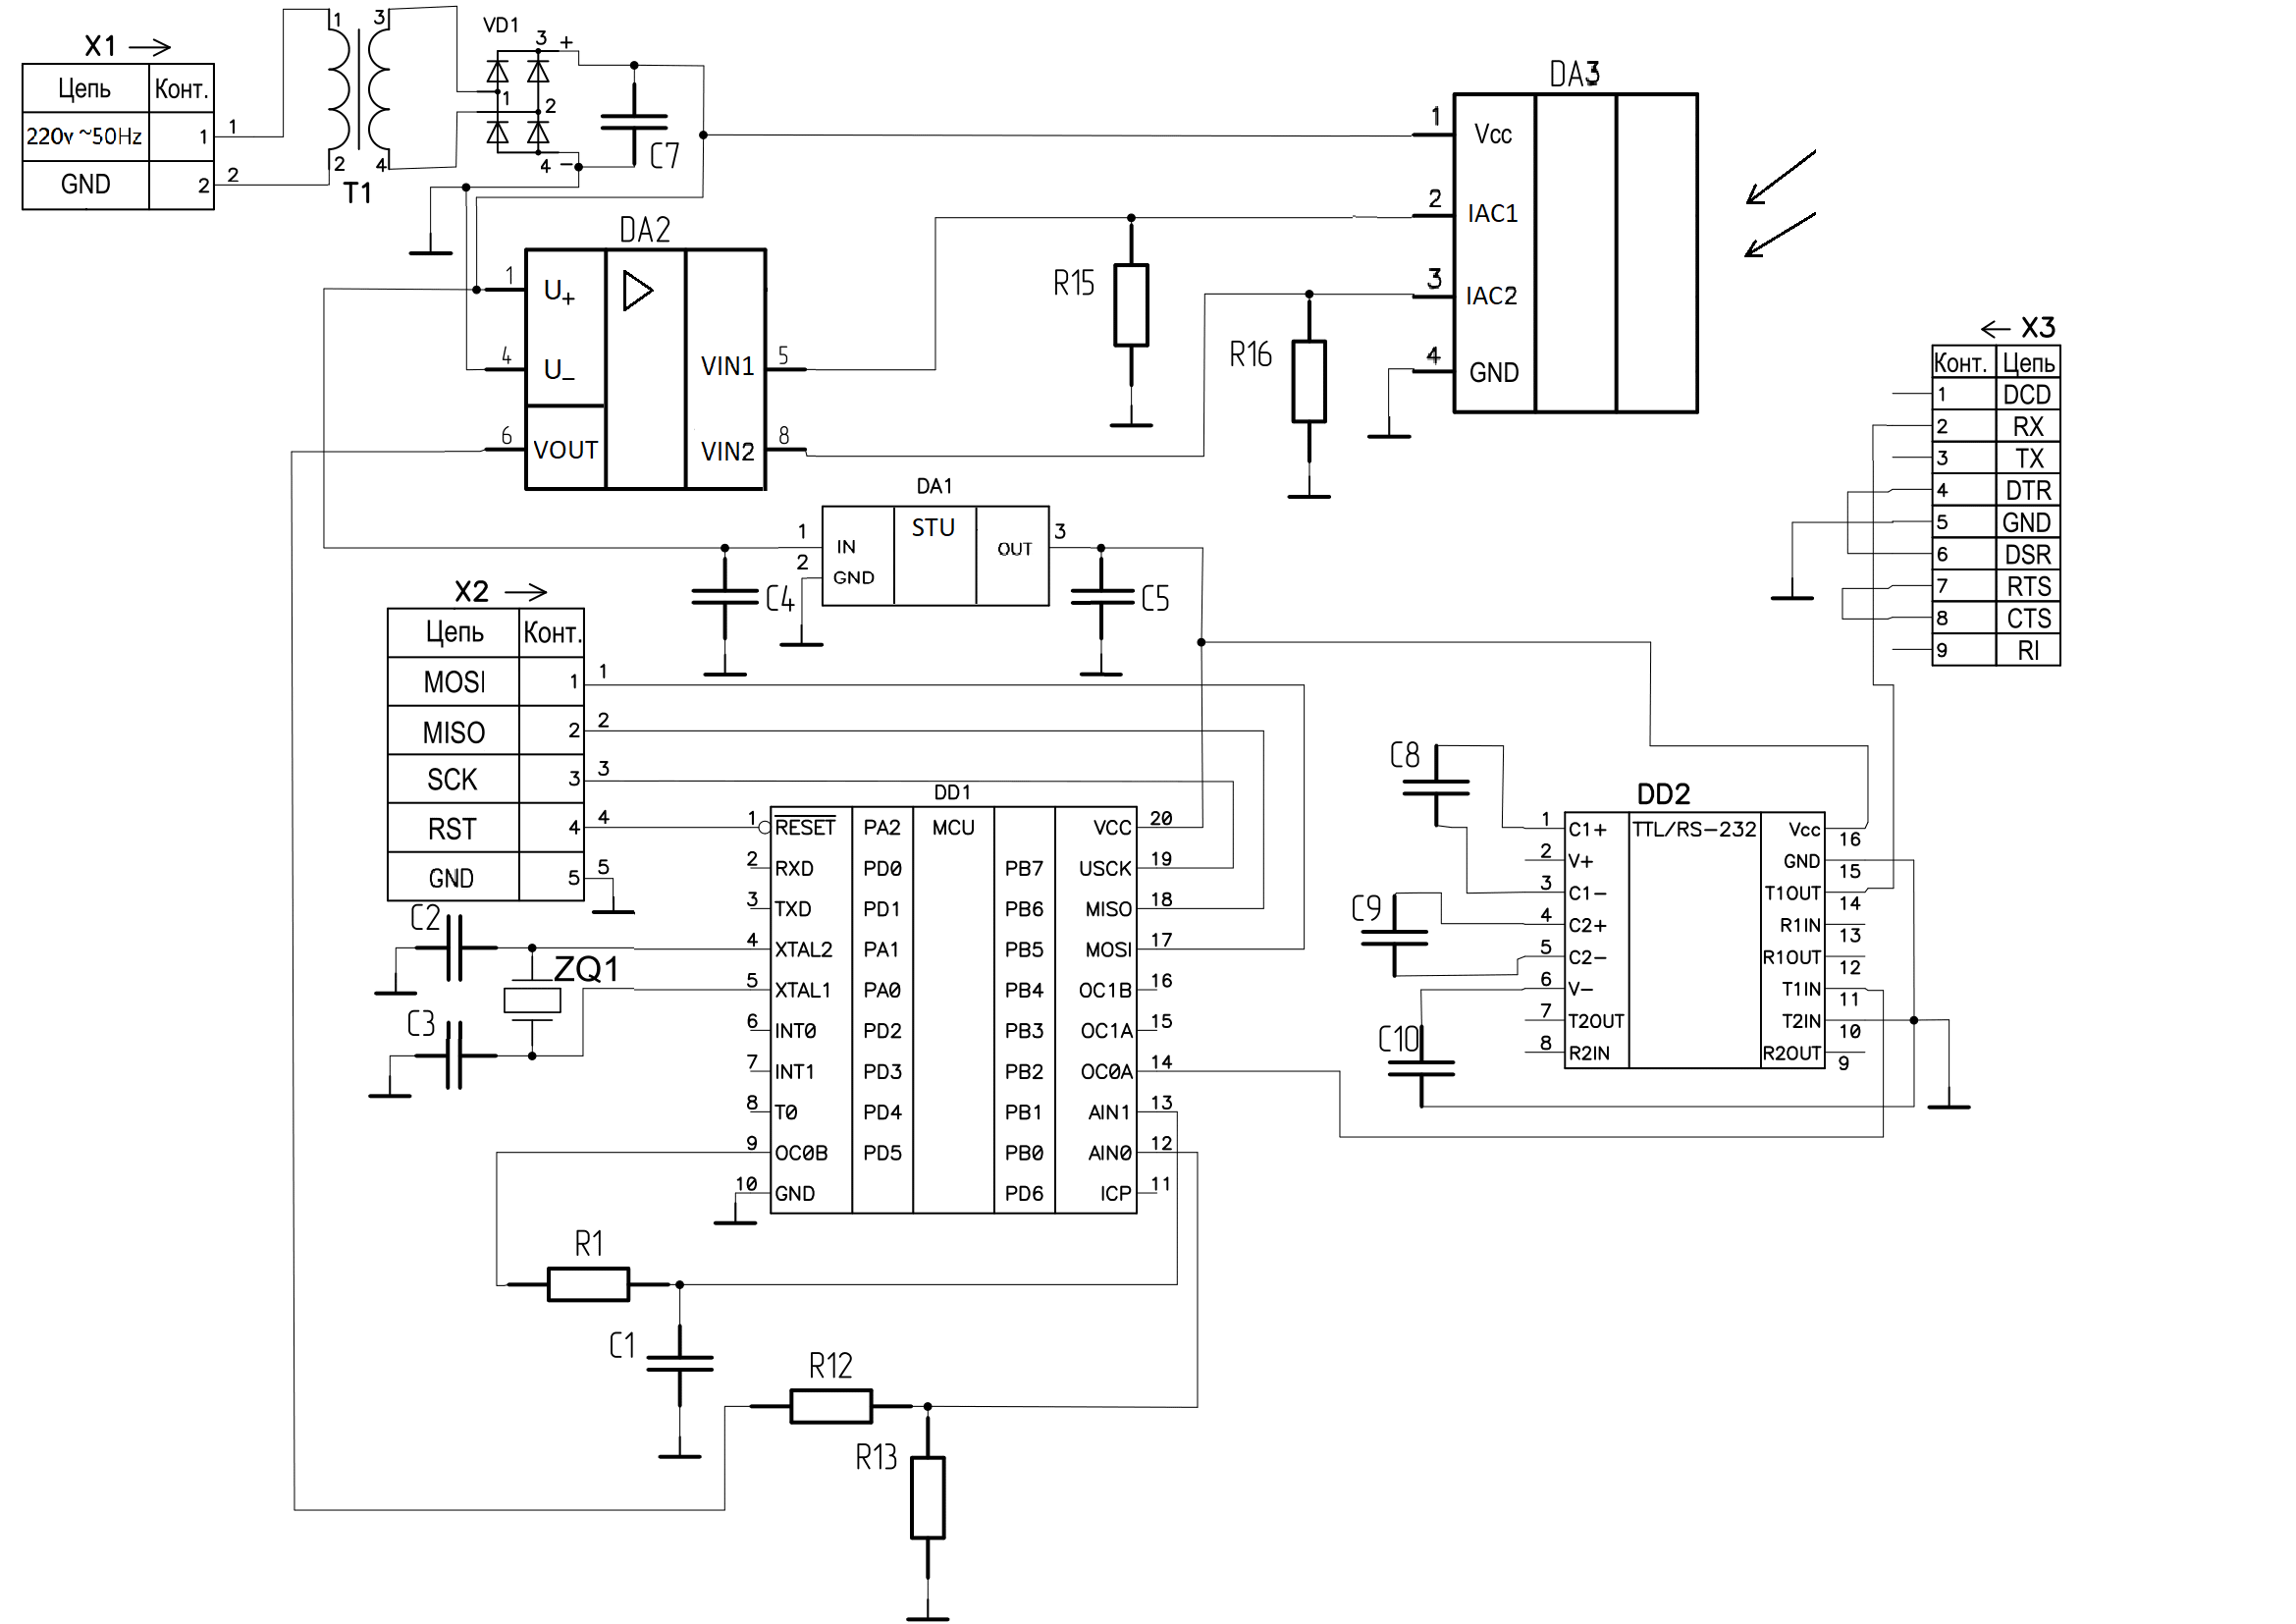 X1
Цепь Конт.
220v ~50Hz 1 1
GND 2 2
1 3
2 4
T1
VD1
3 +
1 2
4 −
C7
DA2
1 U+
4 U−
6 VOUT
VIN1 5
VIN2 8
R15
R16
DA3
1 Vcc
2 IAC1
3 IAC2
4 GND
X3
Конт. Цепь
1 DCD
2 RX
3 TX
4 DTR
5 GND
6 DSR
7 RTS
8 CTS
9 RI
DA1
1 IN STU OUT 3
2 GND
C4
C5
X2
Цепь Конт.
MOSI 1 1
MISO 2 2
SCK 3 3
RST 4 4
GND 5 5
C2
ZQ1
C3
DD1
1 RESET PA2 MCU VCC 20
2 RXD PD0 PB7 USCK 19
3 TXD PD1 PB6 MISO 18
4 XTAL2 PA1 PB5 MOSI 17
5 XTAL1 PA0 PB4 OC1B 16
6 INT0 PD2 PB3 OC1A 15
7 INT1 PD3 PB2 OC0A 14
8 T0 PD4 PB1 AIN1 13
9 OC0B PD5 PB0 AIN0 12
10 GND PD6 ICP 11
C8
C9
C10
DD2
1 C1+ TTL/RS-232 Vcc 16
2 V+ GND 15
3 C1- T1OUT 14
4 C2+ R1IN 13
5 C2- R1OUT 12
6 V- T1IN 11
7 T2OUT T2IN 10
8 R2IN R2OUT 9
R1
C1
R12
R13